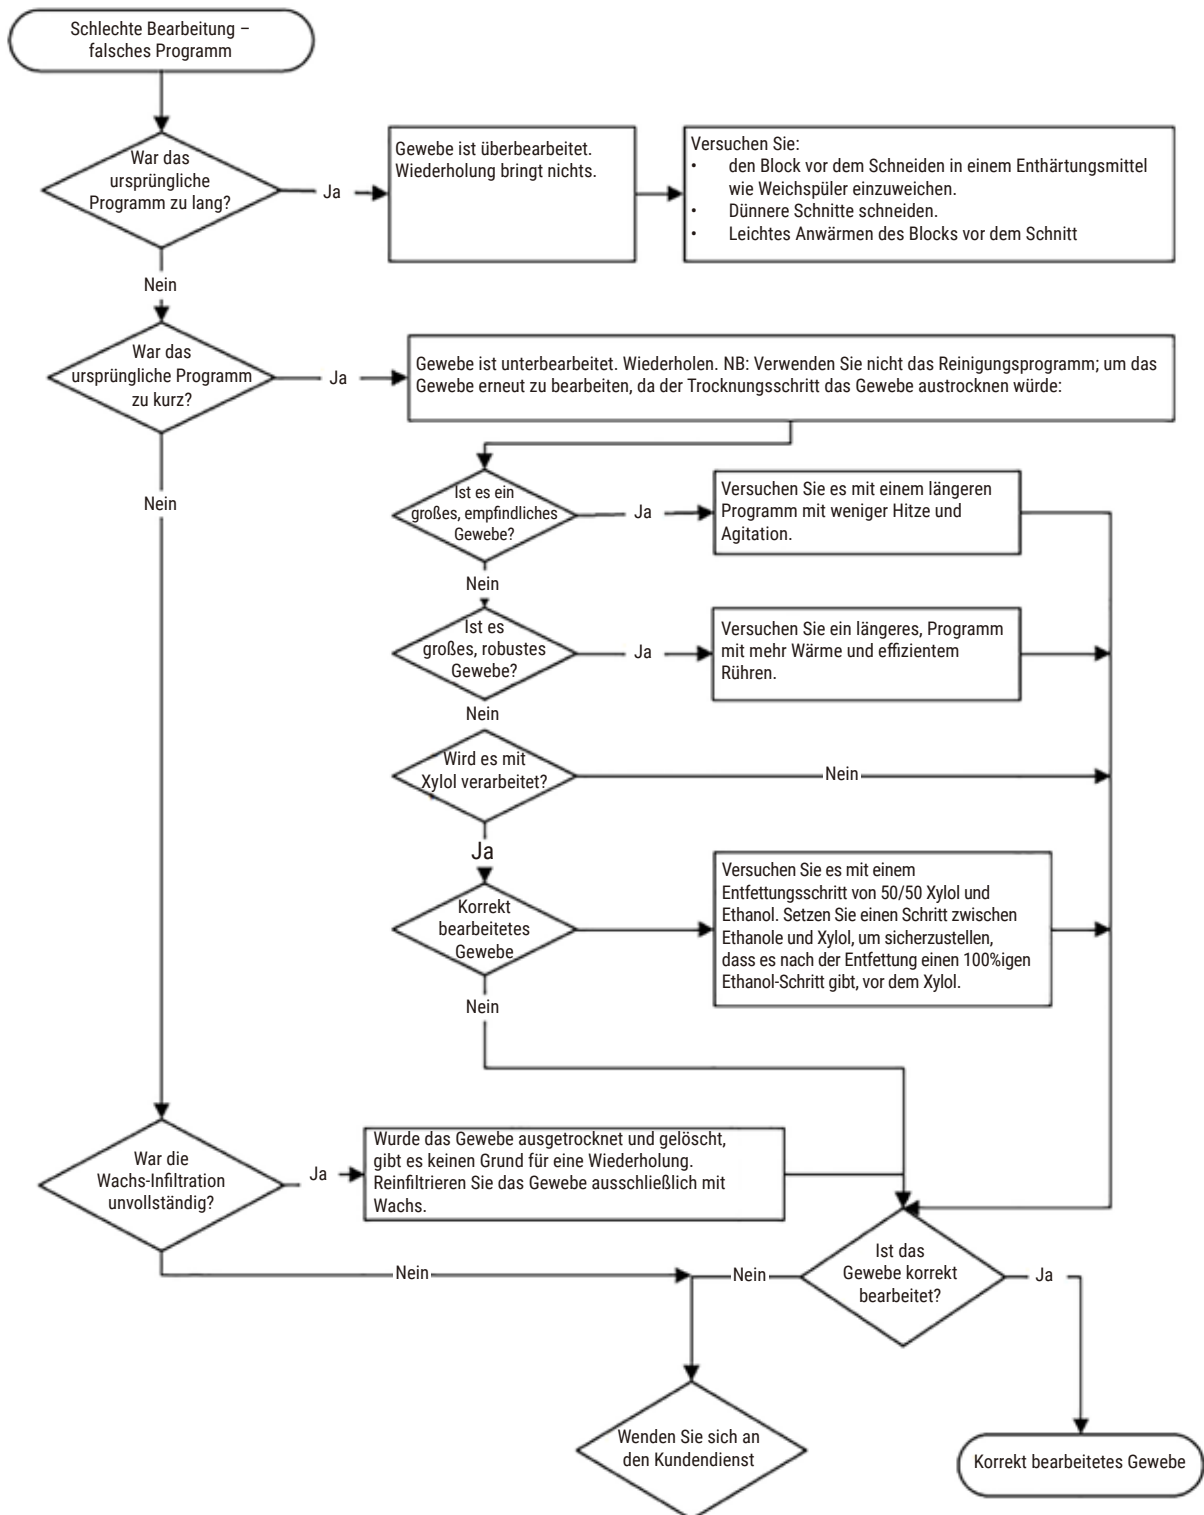 Schlechte Bearbeitung –
falsches Programm
War das
ursprüngliche
Programm zu lang?
Ja
Gewebe ist überbearbeitet.
Wiederholung bringt nichts.
Versuchen Sie:
• den Block vor dem Schneiden in einem Enthärtungsmittel
wie Weichspüler einzuweichen.
• Dünnere Schnitte schneiden.
• Leichtes Anwärmen des Blocks vor dem Schnitt
Nein
War das
ursprüngliche Programm
zu kurz?
Ja
Gewebe ist unterbearbeitet. Wiederholen. NB: Verwenden Sie nicht das Reinigungsprogramm; um das
Gewebe erneut zu bearbeiten, da der Trocknungsschritt das Gewebe austrocknen würde:
Nein
Ist es ein
großes, empfindliches
Gewebe?
Ja
Versuchen Sie es mit einem längeren
Programm mit weniger Hitze und
Agitation.
Nein
Ist es
großes, robustes
Gewebe?
Ja
Versuchen Sie ein längeres, Programm
mit mehr Wärme und effizientem
Rühren.
Nein
Wird es mit
Xylol verarbeitet?
Nein
Ja
Korrekt
bearbeitetes
Gewebe
Versuchen Sie es mit einem
Entfettungsschritt von 50/50 Xylol und
Ethanol. Setzen Sie einen Schritt zwischen
Ethanole und Xylol, um sicherzustellen,
dass es nach der Entfettung einen 100%igen
Ethanol-Schritt gibt, vor dem Xylol.
Nein
War die
Wachs-Infiltration
unvollständig?
Ja
Wurde das Gewebe ausgetrocknet und gelöscht,
gibt es keinen Grund für eine Wiederholung.
Reinfiltrieren Sie das Gewebe ausschließlich mit
Wachs.
Nein
Nein
Ist das
Gewebe korrekt
bearbeitet?
Ja
Wenden Sie sich an
den Kundendienst
Korrekt bearbeitetes Gewebe